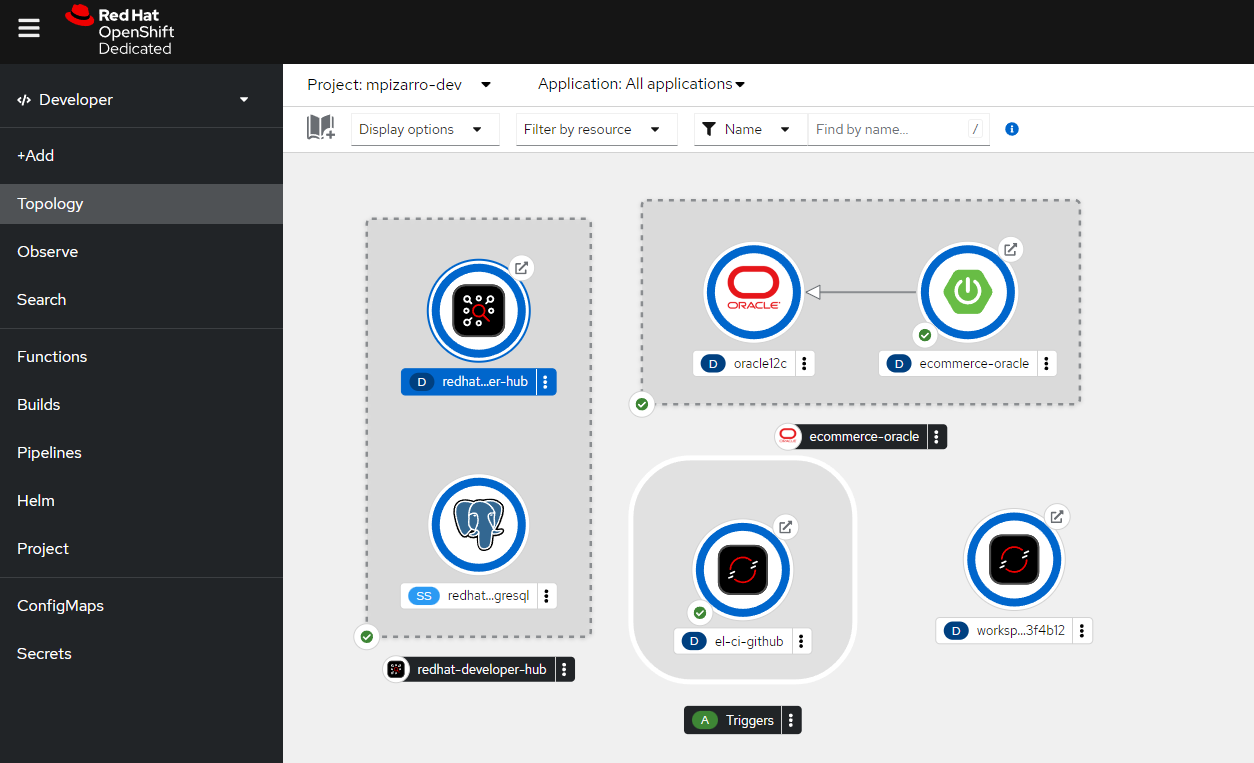 Red Hat
OpenShift
Dedicated
Developer
+Add
Topology
Observe
Search
Functions
Builds
Pipelines
Helm
Project
ConfigMaps
Secrets
Project: mpizarro-dev
Application: All applications
Display options
Filter by resource
Name
Find by name...
/
D redhat...er-hub
SS redhat...gresql
redhat-developer-hub
ORACLE
D oracle12c
D ecommerce-oracle
ecommerce-oracle
D el-ci-github
A Triggers
D worksp...3f4b12